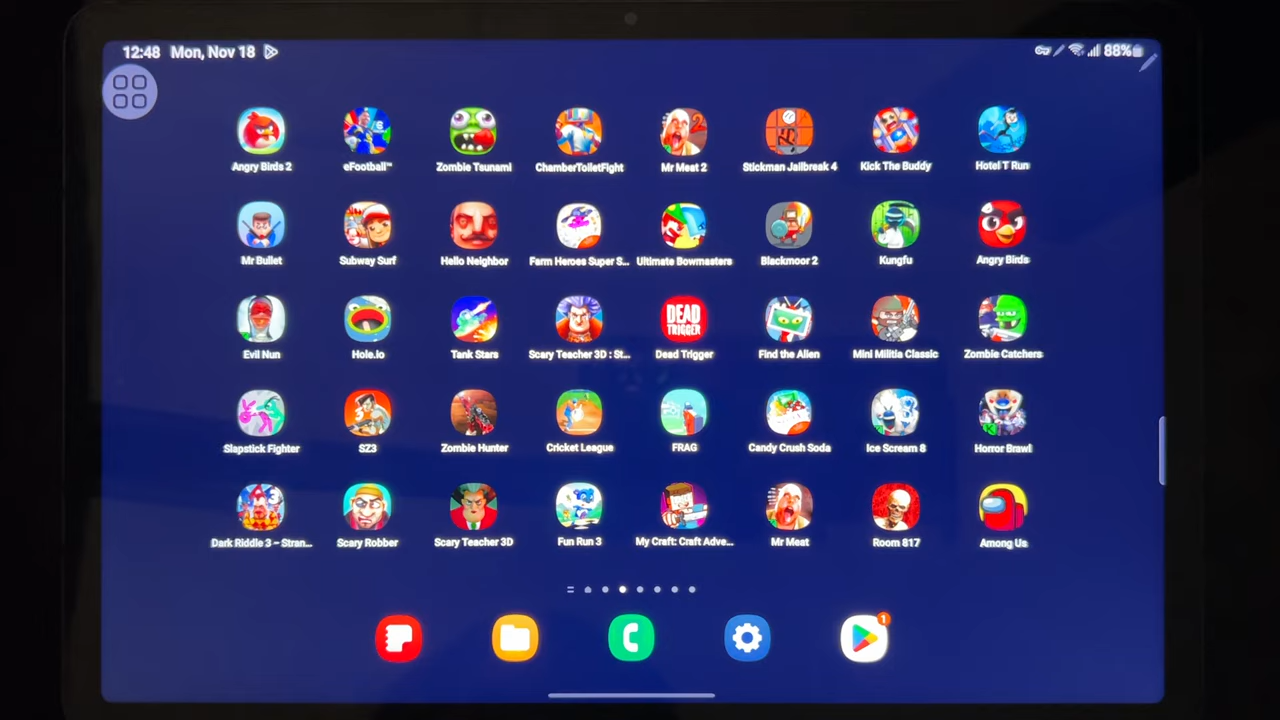 12:48 Mon, Nov 18 88%
Angry Birds 2 eFootball™ Zombie Tsunami ChamberToiletFight Mr Meat 2 Stickman Jailbreak 4 Kick The Buddy Hotel T Run
Mr Bullet Subway Surf Hello Neighbor Farm Heroes Super S... Ultimate Bowmasters Blackmoor 2 Kungfu Angry Birds
DEAD
TRIGGER
Evil Nun Hole.io Tank Stars Scary Teacher 3D : St... Dead Trigger Find the Alien Mini Militia Classic Zombie Catchers
Slapstick Fighter SZ3 Zombie Hunter Cricket League FRAG Candy Crush Soda Ice Scream 8 Horror Brawl
Dark Riddle 3 – Stran... Scary Robber Scary Teacher 3D Fun Run 3 My Craft: Craft Adve... Mr Meat Room 817 Among Us
1